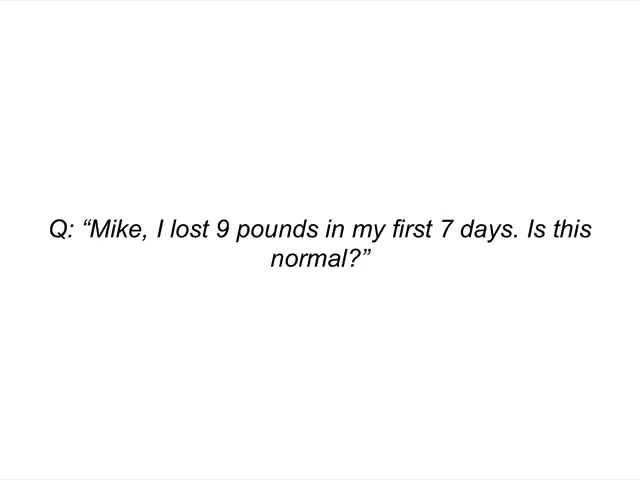 Q: “Mike, I lost 9 pounds in my first 7 days. Is this
normal?”